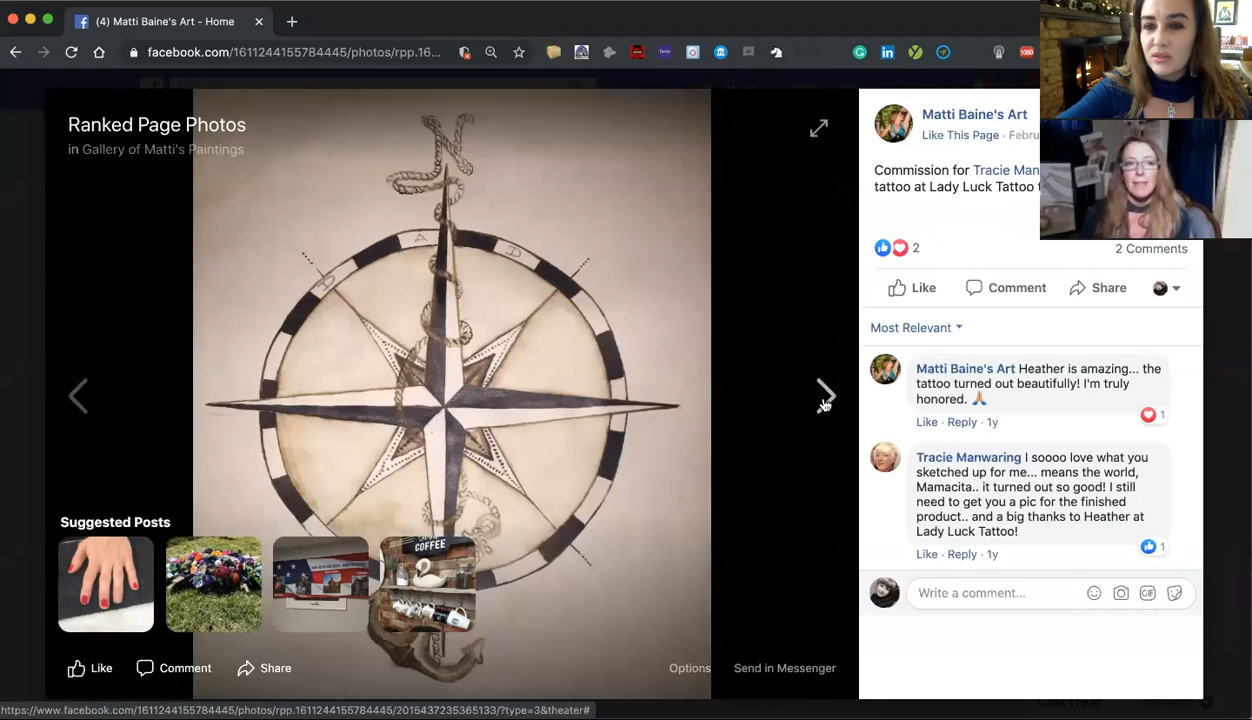 (4) Matti Baine's Art - Home
facebook.com/1611244155784445/photos/rpp.16...
Ranked Page Photos
in Gallery of Matti's Paintings
N
D A D
Matti Baine's Art
Like This Page · Febru
Commission for Tracie Man
tattoo at Lady Luck Tattoo
2
2 Comments
Like Comment Share
Most Relevant
Matti Baine's Art Heather is amazing... the
tattoo turned out beautifully! I'm truly
honored. 🙏
1
Like · Reply · 1y
Tracie Manwaring I soooo love what you
sketched up for me... means the world,
Mamacita.. it turned out so good! I still
need to get you a pic for the finished
product.. and a big thanks to Heather at
Lady Luck Tattoo!
1
Like · Reply · 1y
Write a comment...
GIF
Suggested Posts
COFFEE
Like Comment Share
Options Send in Messenger
https://www.facebook.com/1611244155784445/photos/rpp.1611244155784445/2015437235365133/?type=3&theater#